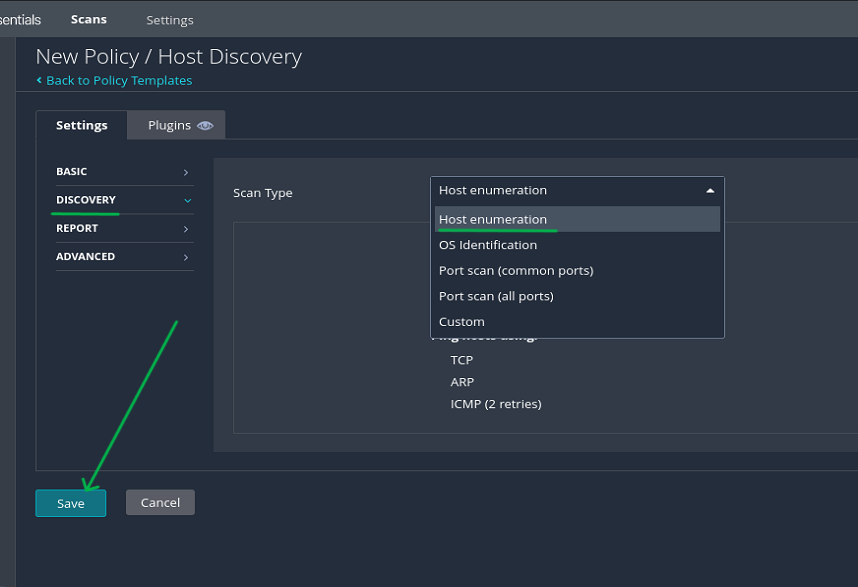 Scans Settings
New Policy / Host Discovery
Back to Policy Templates
Settings Plugins
BASIC
DISCOVERY
REPORT
ADVANCED
Scan Type
Host enumeration
Host enumeration
OS Identification
Port scan (common ports)
Port scan (all ports)
Custom
TCP
ARP
ICMP (2 retries)
Save Cancel